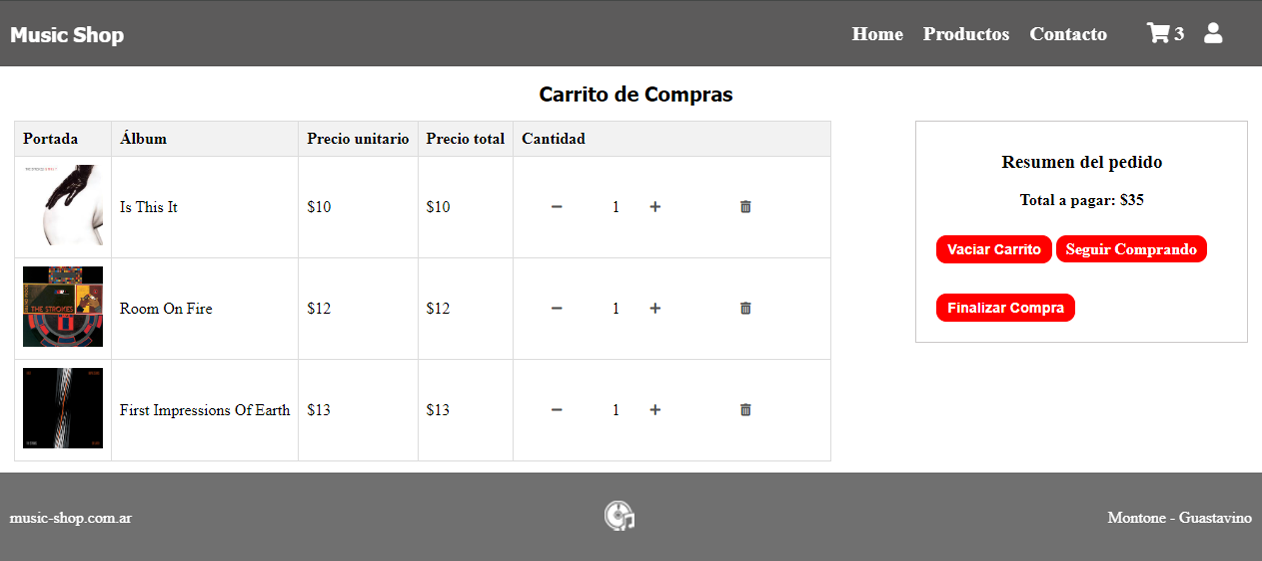 Music Shop
Home Productos Contacto 3
Carrito de Compras
Portada Álbum Precio unitario Precio total Cantidad
Is This It $10 $10 − 1 +
THE STROKES
Room On Fire $12 $12 − 1 +
First Impressions Of Earth $13 $13 − 1 +
Resumen del pedido
Total a pagar: $35
Vaciar Carrito Seguir Comprando
Finalizar Compra
music-shop.com.ar Montone - Guastavino